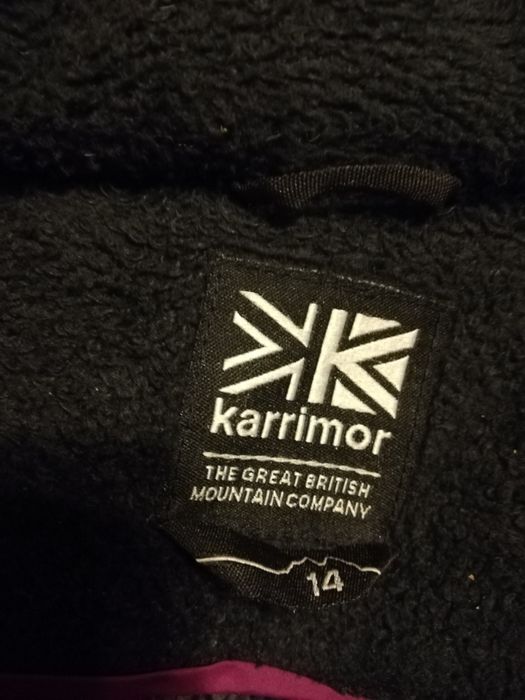 karrimor
THE GREAT BRITISH
MOUNTAIN COMPANY
14